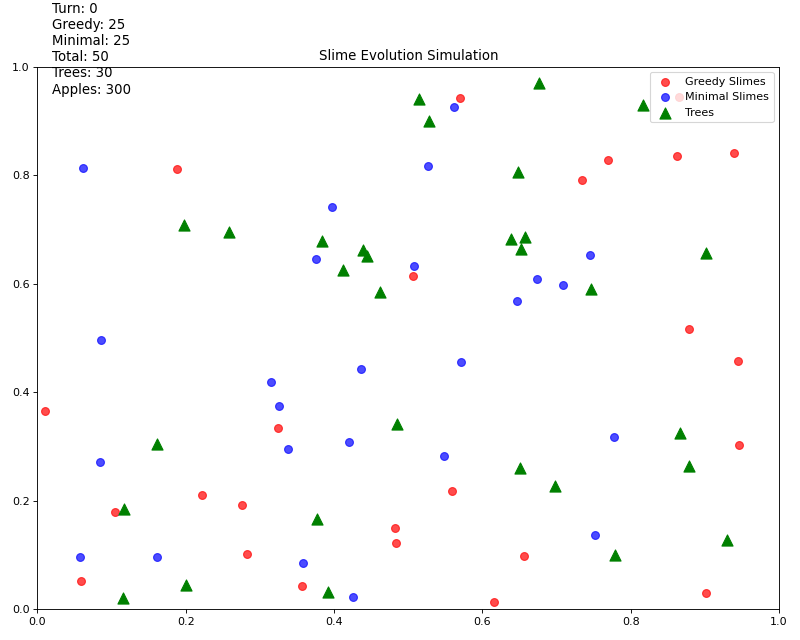 Turn: 0
Greedy: 25
Minimal: 25
Total: 50
Trees: 30
Apples: 300
Slime Evolution Simulation
Greedy Slimes
Minimal Slimes
Trees
1.0
0.8
0.6
0.4
0.2
0.0
0.0 0.2 0.4 0.6 0.8 1.0